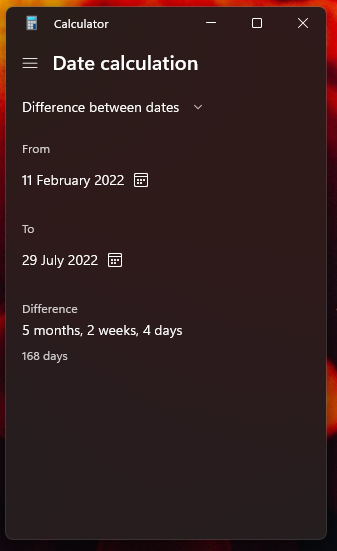 Calculator
Date calculation
Difference between dates
From
11 February 2022
To
29 July 2022
Difference
5 months, 2 weeks, 4 days
168 days